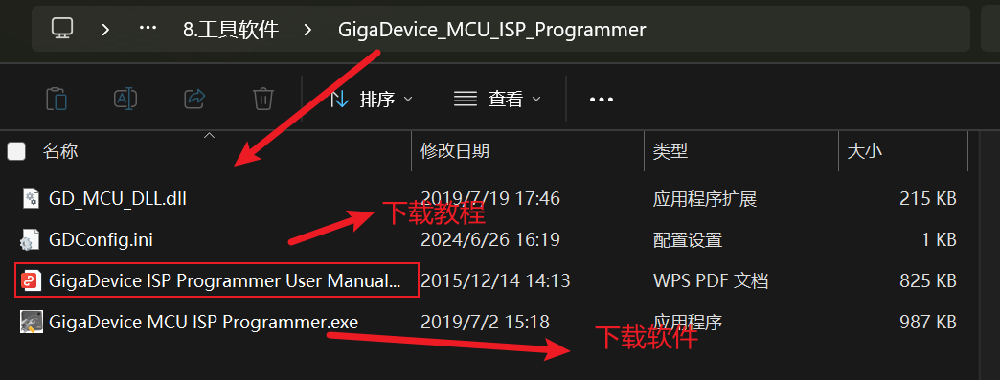 … 8.工具软件 GigaDevice_MCU_ISP_Programmer
排序 查看 …
名称 修改日期 类型 大小
GD_MCU_DLL.dll 2019/7/19 17:46 应用程序扩展 215 KB
下载教程
GDConfig.ini 2024/6/26 16:19 配置设置 1 KB
GigaDevice ISP Programmer User Manual... 2015/12/14 14:13 WPS PDF 文档 825 KB
GigaDevice MCU ISP Programmer.exe 2019/7/2 15:18 应用程序 987 KB
下载软件